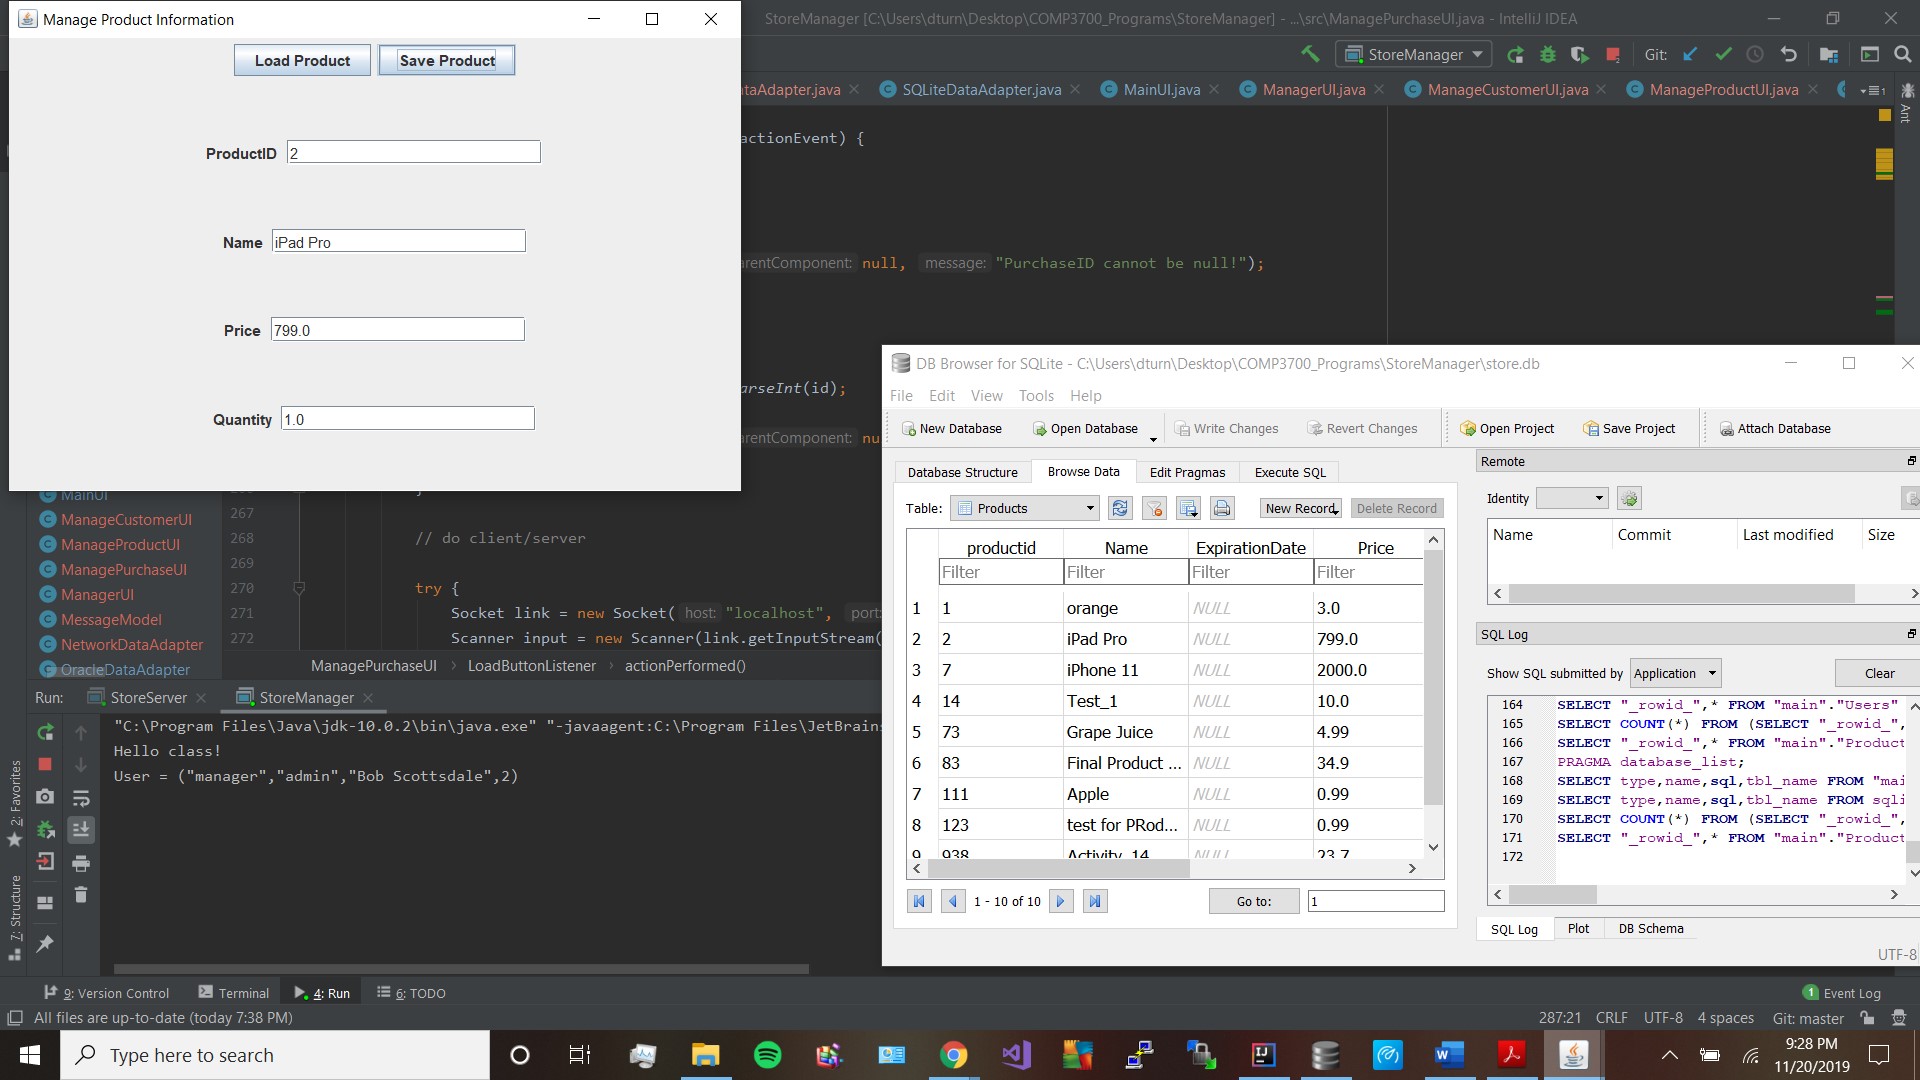 Manage Product Information
Load Product
Save Product
ProductID
2
Name
iPad Pro
Price
799.0
Quantity
1.0
StoreManager [C:\Users\dturn\Desktop\COMP3700_Programs\StoreManager] - ...\src\ManagePurchaseUI.java - IntelliJ IDEA
StoreManager
Git:
taAdapter.java
SQLiteDataAdapter.java
MainUI.java
ManagerUI.java
ManageCustomerUI.java
ManageProductUI.java
Ant
actionEvent) {
arentComponent: null, message: "PurchaseID cannot be null!");
arseInt(id);
arentComponent: nu
MainUI
ManageCustomerUI
ManageProductUI
ManagePurchaseUI
ManagerUI
MessageModel
NetworkDataAdapter
OracleDataAdapter
267
268 // do client/server
269
270 try {
271 Socket link = new Socket( host: "localhost", port:
272 Scanner input = new Scanner(link.getInputStream(
ManagePurchaseUI > LoadButtonListener > actionPerformed()
Run: StoreServer StoreManager
"C:\Program Files\Java\jdk-10.0.2\bin\java.exe" "-javaagent:C:\Program Files\JetBrain
Hello class!
User = ("manager","admin","Bob Scottsdale",2)
2: Favorites
7: Structure
DB Browser for SQLite - C:\Users\dturn\Desktop\COMP3700_Programs\StoreManager\store.db
File Edit View Tools Help
New Database Open Database Write Changes Revert Changes Open Project Save Project Attach Database
Database Structure Browse Data Edit Pragmas Execute SQL
Table: Products New Record Delete Record
productid Name ExpirationDate Price
Filter Filter Filter Filter
1 1 orange NULL 3.0
2 2 iPad Pro NULL 799.0
3 7 iPhone 11 NULL 2000.0
4 14 Test_1 NULL 10.0
5 73 Grape Juice NULL 4.99
6 83 Final Product ... NULL 34.9
7 111 Apple NULL 0.99
8 123 test for PRod... NULL 0.99
9 938 Activity_14 NULL 23.7
1 - 10 of 10 Go to: 1
Remote
Identity
Name Commit Last modified Size
SQL Log
Show SQL submitted by Application Clear
164 SELECT "_rowid_",* FROM "main"."Users"
165 SELECT COUNT(*) FROM (SELECT "_rowid_",
166 SELECT "_rowid_",* FROM "main"."Product
167 PRAGMA database_list;
168 SELECT type,name,sql,tbl_name FROM "mai
169 SELECT type,name,sql,tbl_name FROM sqli
170 SELECT COUNT(*) FROM (SELECT "_rowid_",
171 SELECT "_rowid_",* FROM "main"."Product
172
SQL Log Plot DB Schema
UTF-8
9: Version Control Terminal 4: Run 6: TODO
1 Event Log
All files are up-to-date (today 7:38 PM)
287:21 CRLF UTF-8 4 spaces Git: master
Type here to search
9:28 PM
11/20/2019